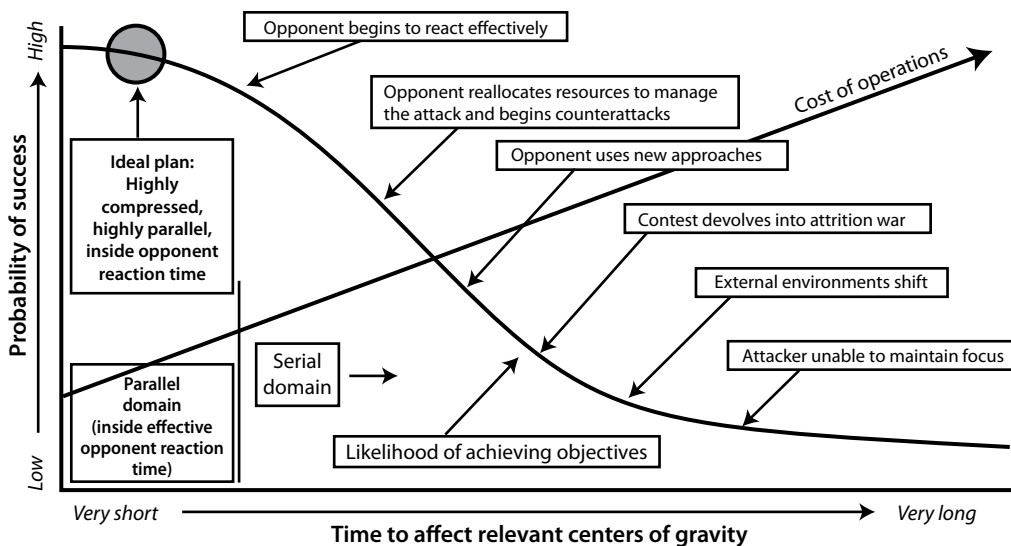 Opponent begins to react effectively
High
Cost of operations
Opponent reallocates resources to manage
the attack and begins counterattacks
Ideal plan:
Highly
compressed,
highly parallel,
inside opponent
reaction time
Opponent uses new approaches
Contest devolves into attrition war
Probability of success
External environments shift
Serial
domain
Attacker unable to maintain focus
Parallel
domain
(inside effective
opponent reaction
time)
Likelihood of achieving objectives
Low
Very short
Very long
Time to affect relevant centers of gravity